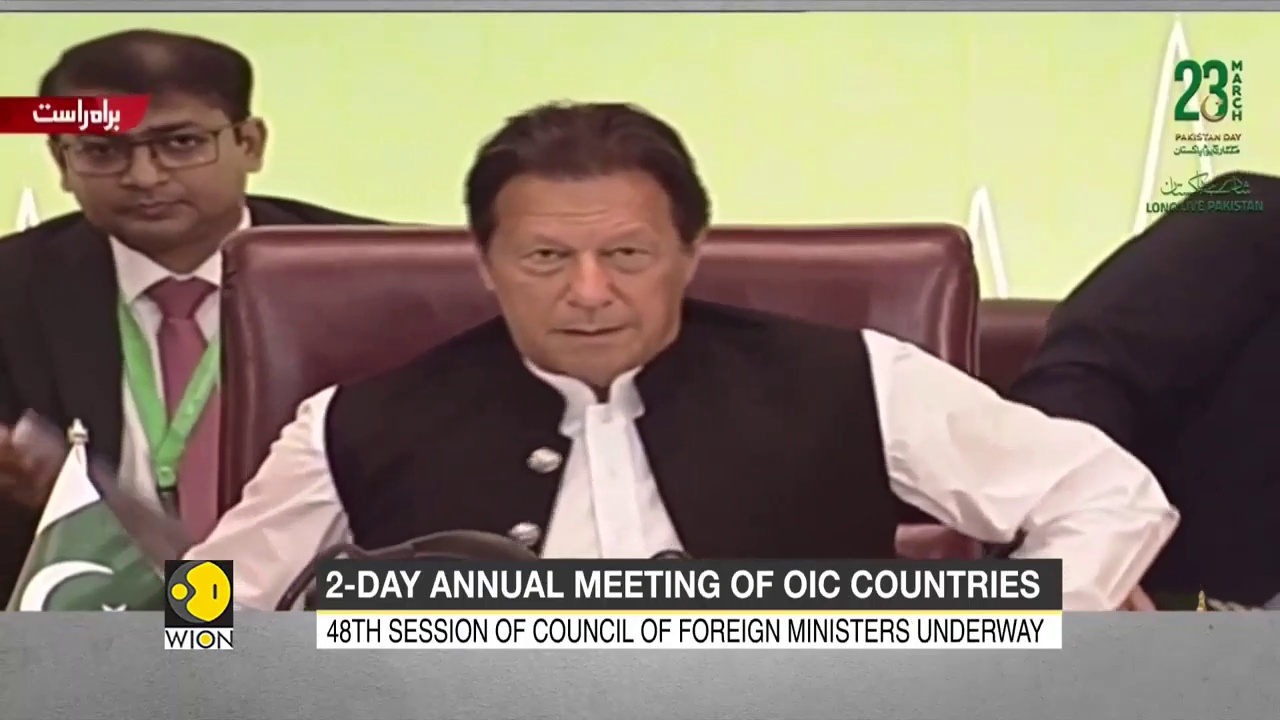 براہ راست
23
MARCH
PAKISTAN DAY
LONG LIVE PAKISTAN
2-DAY ANNUAL MEETING OF OIC COUNTRIES
48TH SESSION OF COUNCIL OF FOREIGN MINISTERS UNDERWAY
WION